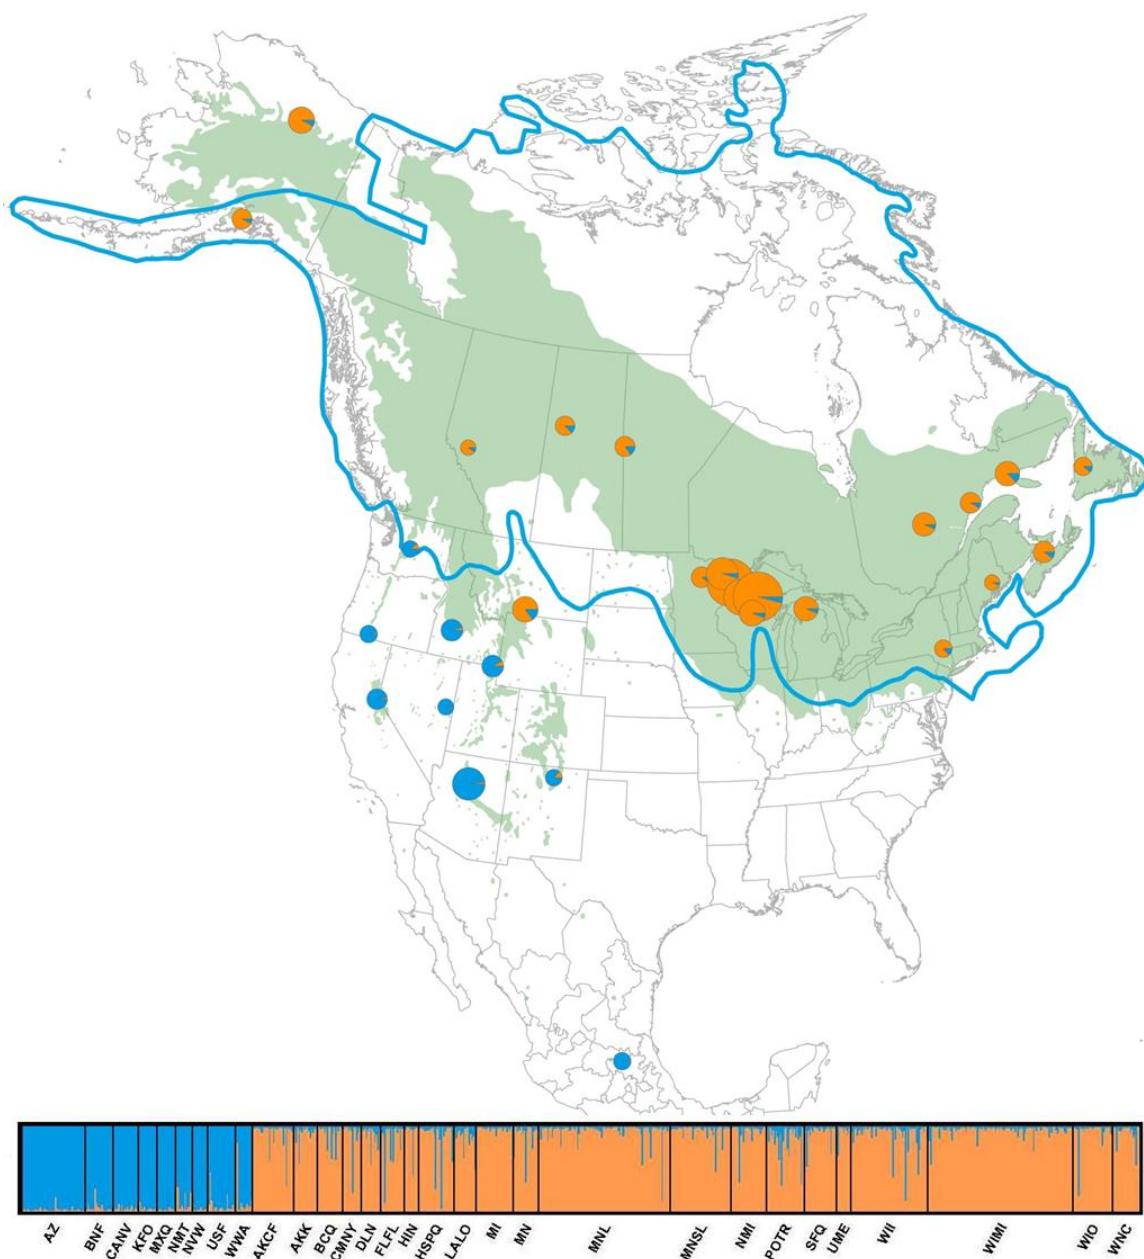 AZ
BNF
CANV
KFO
MXQ
NMT
NVW
USF
WWA
AKCF
AKK
BCQ
CMNY
DLN
FLFL
HIN
HSPQ
LALO
MI
MN
MNL
MNSL
NMI
POTR
SFQ
UME
WII
WIMI
WIO
WNC